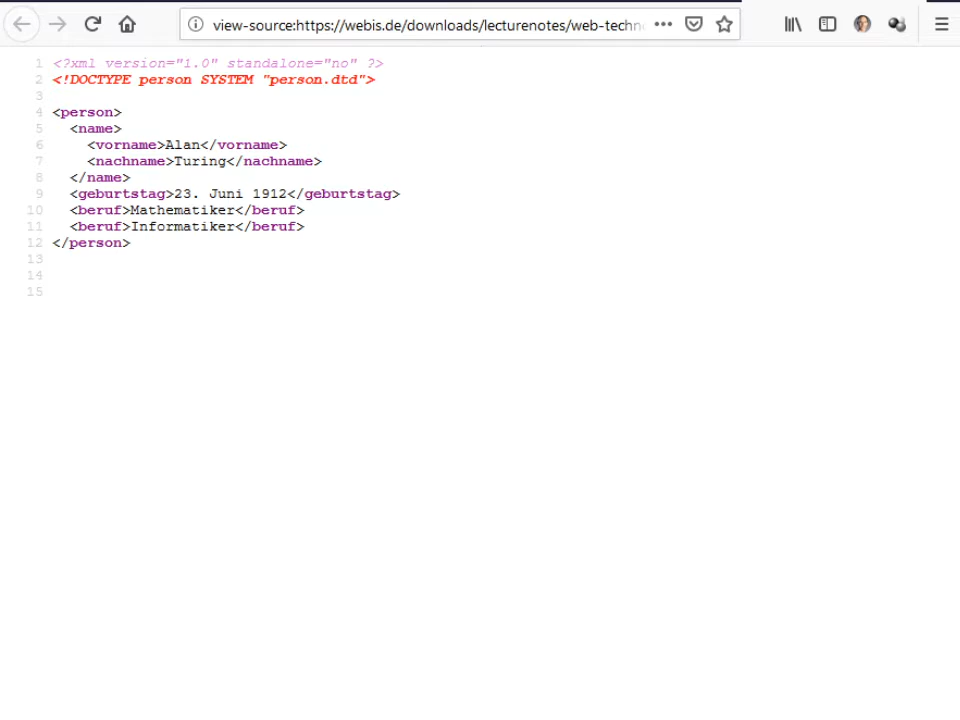 view-source:https://webis.de/downloads/lecturenotes/web-techn
1 <?xml version="1.0" standalone="no" ?>
2 <!DOCTYPE person SYSTEM "person.dtd">
3
4 <person>
5   <name>
6     <vorname>Alan</vorname>
7     <nachname>Turing</nachname>
8   </name>
9   <geburtstag>23. Juni 1912</geburtstag>
10   <beruf>Mathematiker</beruf>
11   <beruf>Informatiker</beruf>
12 </person>
13
14
15